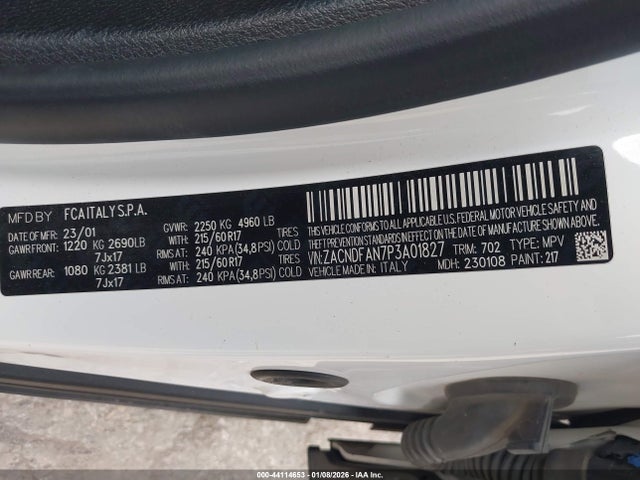 MFD BY FCA ITALY S.P.A.
DATE OF MFR: 23/01 GVWR: 2250 KG 4960 LB
GAWR FRONT: 1220 KG 2690LB WITH TIRES 215/60R17
7Jx17 RIMS AT: COLD 240 KPA(34,8PSI)
GAWR REAR: 1080 KG 2381 LB WITH TIRES 215/60R17
7Jx17 RIMS AT: COLD 240 KPA(34,8PSI)
THIS VEHICLE CONFORMS TO ALL APPLICABLE U.S.A. FEDERAL MOTOR VEHICLE SAFETY
BUMPER, AND THEFT PREVENTION STANDARDS IN EFFECT ON THE DATE OF MANUFACTURE SHOWN ABOVE.
VIN:ZACNDFAN7P3A01827 TRIM: 702 TYPE: MPV
VEHICLE MADE IN: ITALY MDH: 230108 PAINT: 217
000-44114653 - 01/08/2026 - IAA Inc.